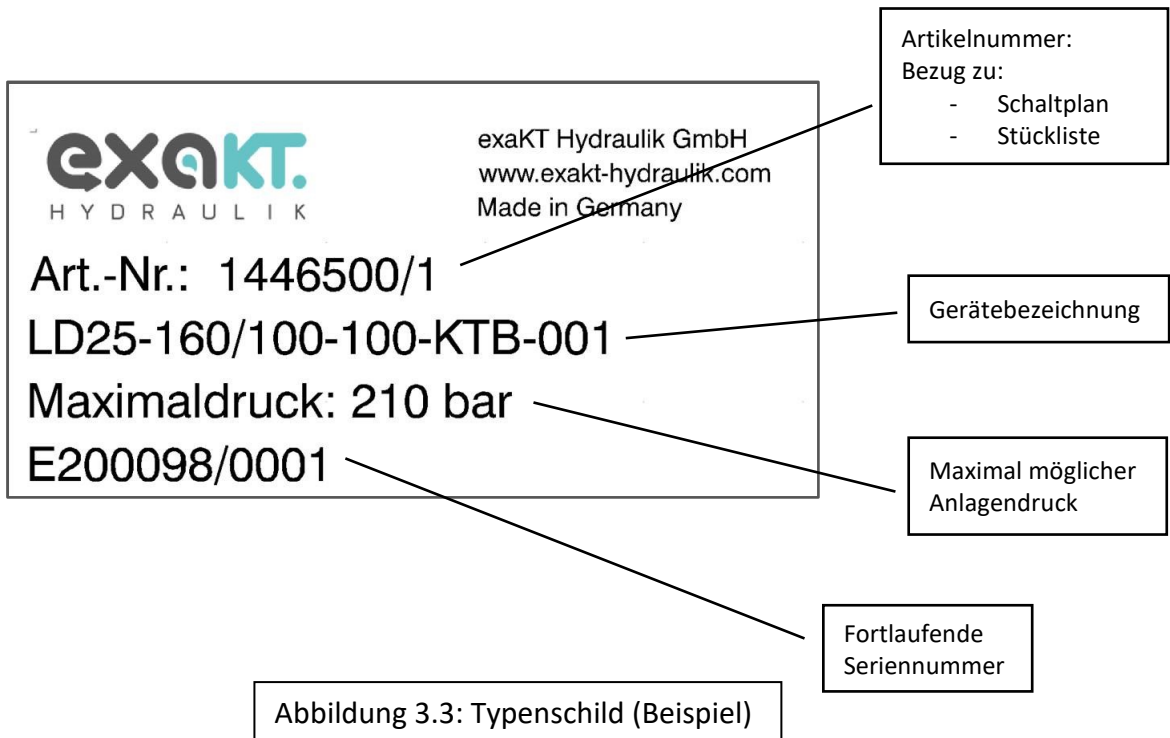 Artikelnummer:
Bezug zu:
- Schaltplan
- Stückliste
exaKT.
HYDRAULIK
exaKT Hydraulik GmbH
www.exakt-hydraulik.com
Made in Germany
Art.-Nr.: 1446500/1
LD25-160/100-100-KTB-001
Maximaldruck: 210 bar
E200098/0001
Gerätebezeichnung
Maximal möglicher
Anlagendruck
Fortlaufende
Seriennummer
Abbildung 3.3: Typenschild (Beispiel)